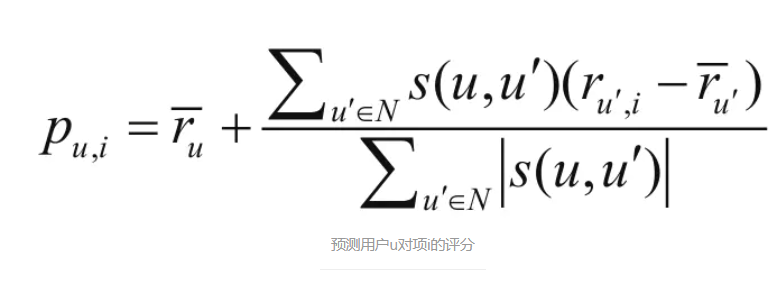 p_{u,i} = \overline{r}_u + \frac{\sum_{u' \in N} s(u,u')(r_{u',i} - \overline{r}_{u'})}{\sum_{u' \in N} |s(u,u')|}
预测用户u对项i的评分